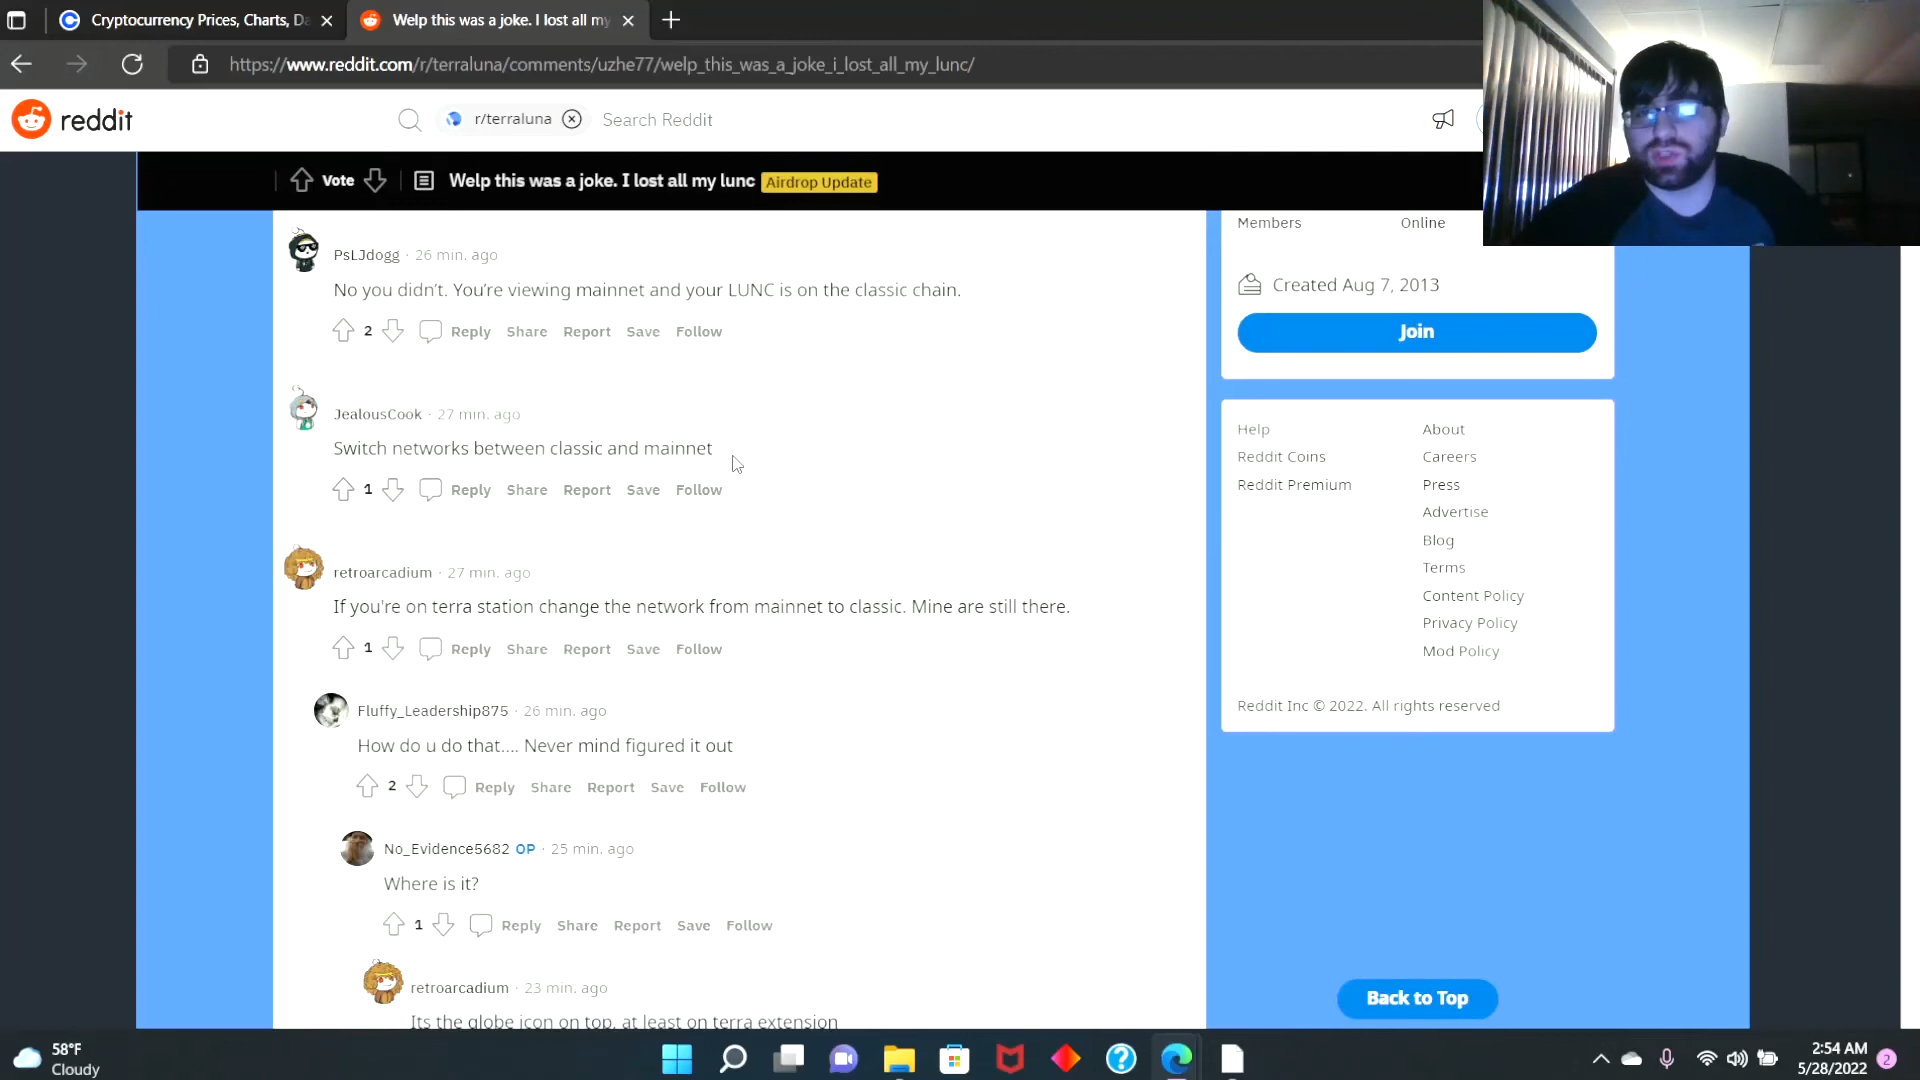 Cryptocurrency Prices, Charts, Da
Welp this was a joke. I lost all my
https://www.reddit.com/r/terraluna/comments/uzhe77/welp_this_was_a_joke_i_lost_all_my_lunc/
reddit
r/terraluna
Search Reddit
Vote
Welp this was a joke. I lost all my lunc
Airdrop Update
PsLJdogg · 26 min. ago
No you didn't. You're viewing mainnet and your LUNC is on the classic chain.
2 Reply Share Report Save Follow
JealousCook · 27 min. ago
Switch networks between classic and mainnet
1 Reply Share Report Save Follow
retroarcadium · 27 min. ago
If you're on terra station change the network from mainnet to classic. Mine are still there.
1 Reply Share Report Save Follow
Fluffy_Leadership875 · 26 min. ago
How do u do that.... Never mind figured it out
2 Reply Share Report Save Follow
No_Evidence5682 OP · 25 min. ago
Where is it?
1 Reply Share Report Save Follow
retroarcadium · 23 min. ago
Its the globe icon on top, at least on terra extension
Members Online
Created Aug 7, 2013
Join
Help About
Reddit Coins Careers
Reddit Premium Press
Advertise
Blog
Terms
Content Policy
Privacy Policy
Mod Policy
Reddit Inc © 2022. All rights reserved
Back to Top
58°F
Cloudy
2:54 AM
5/28/2022
2